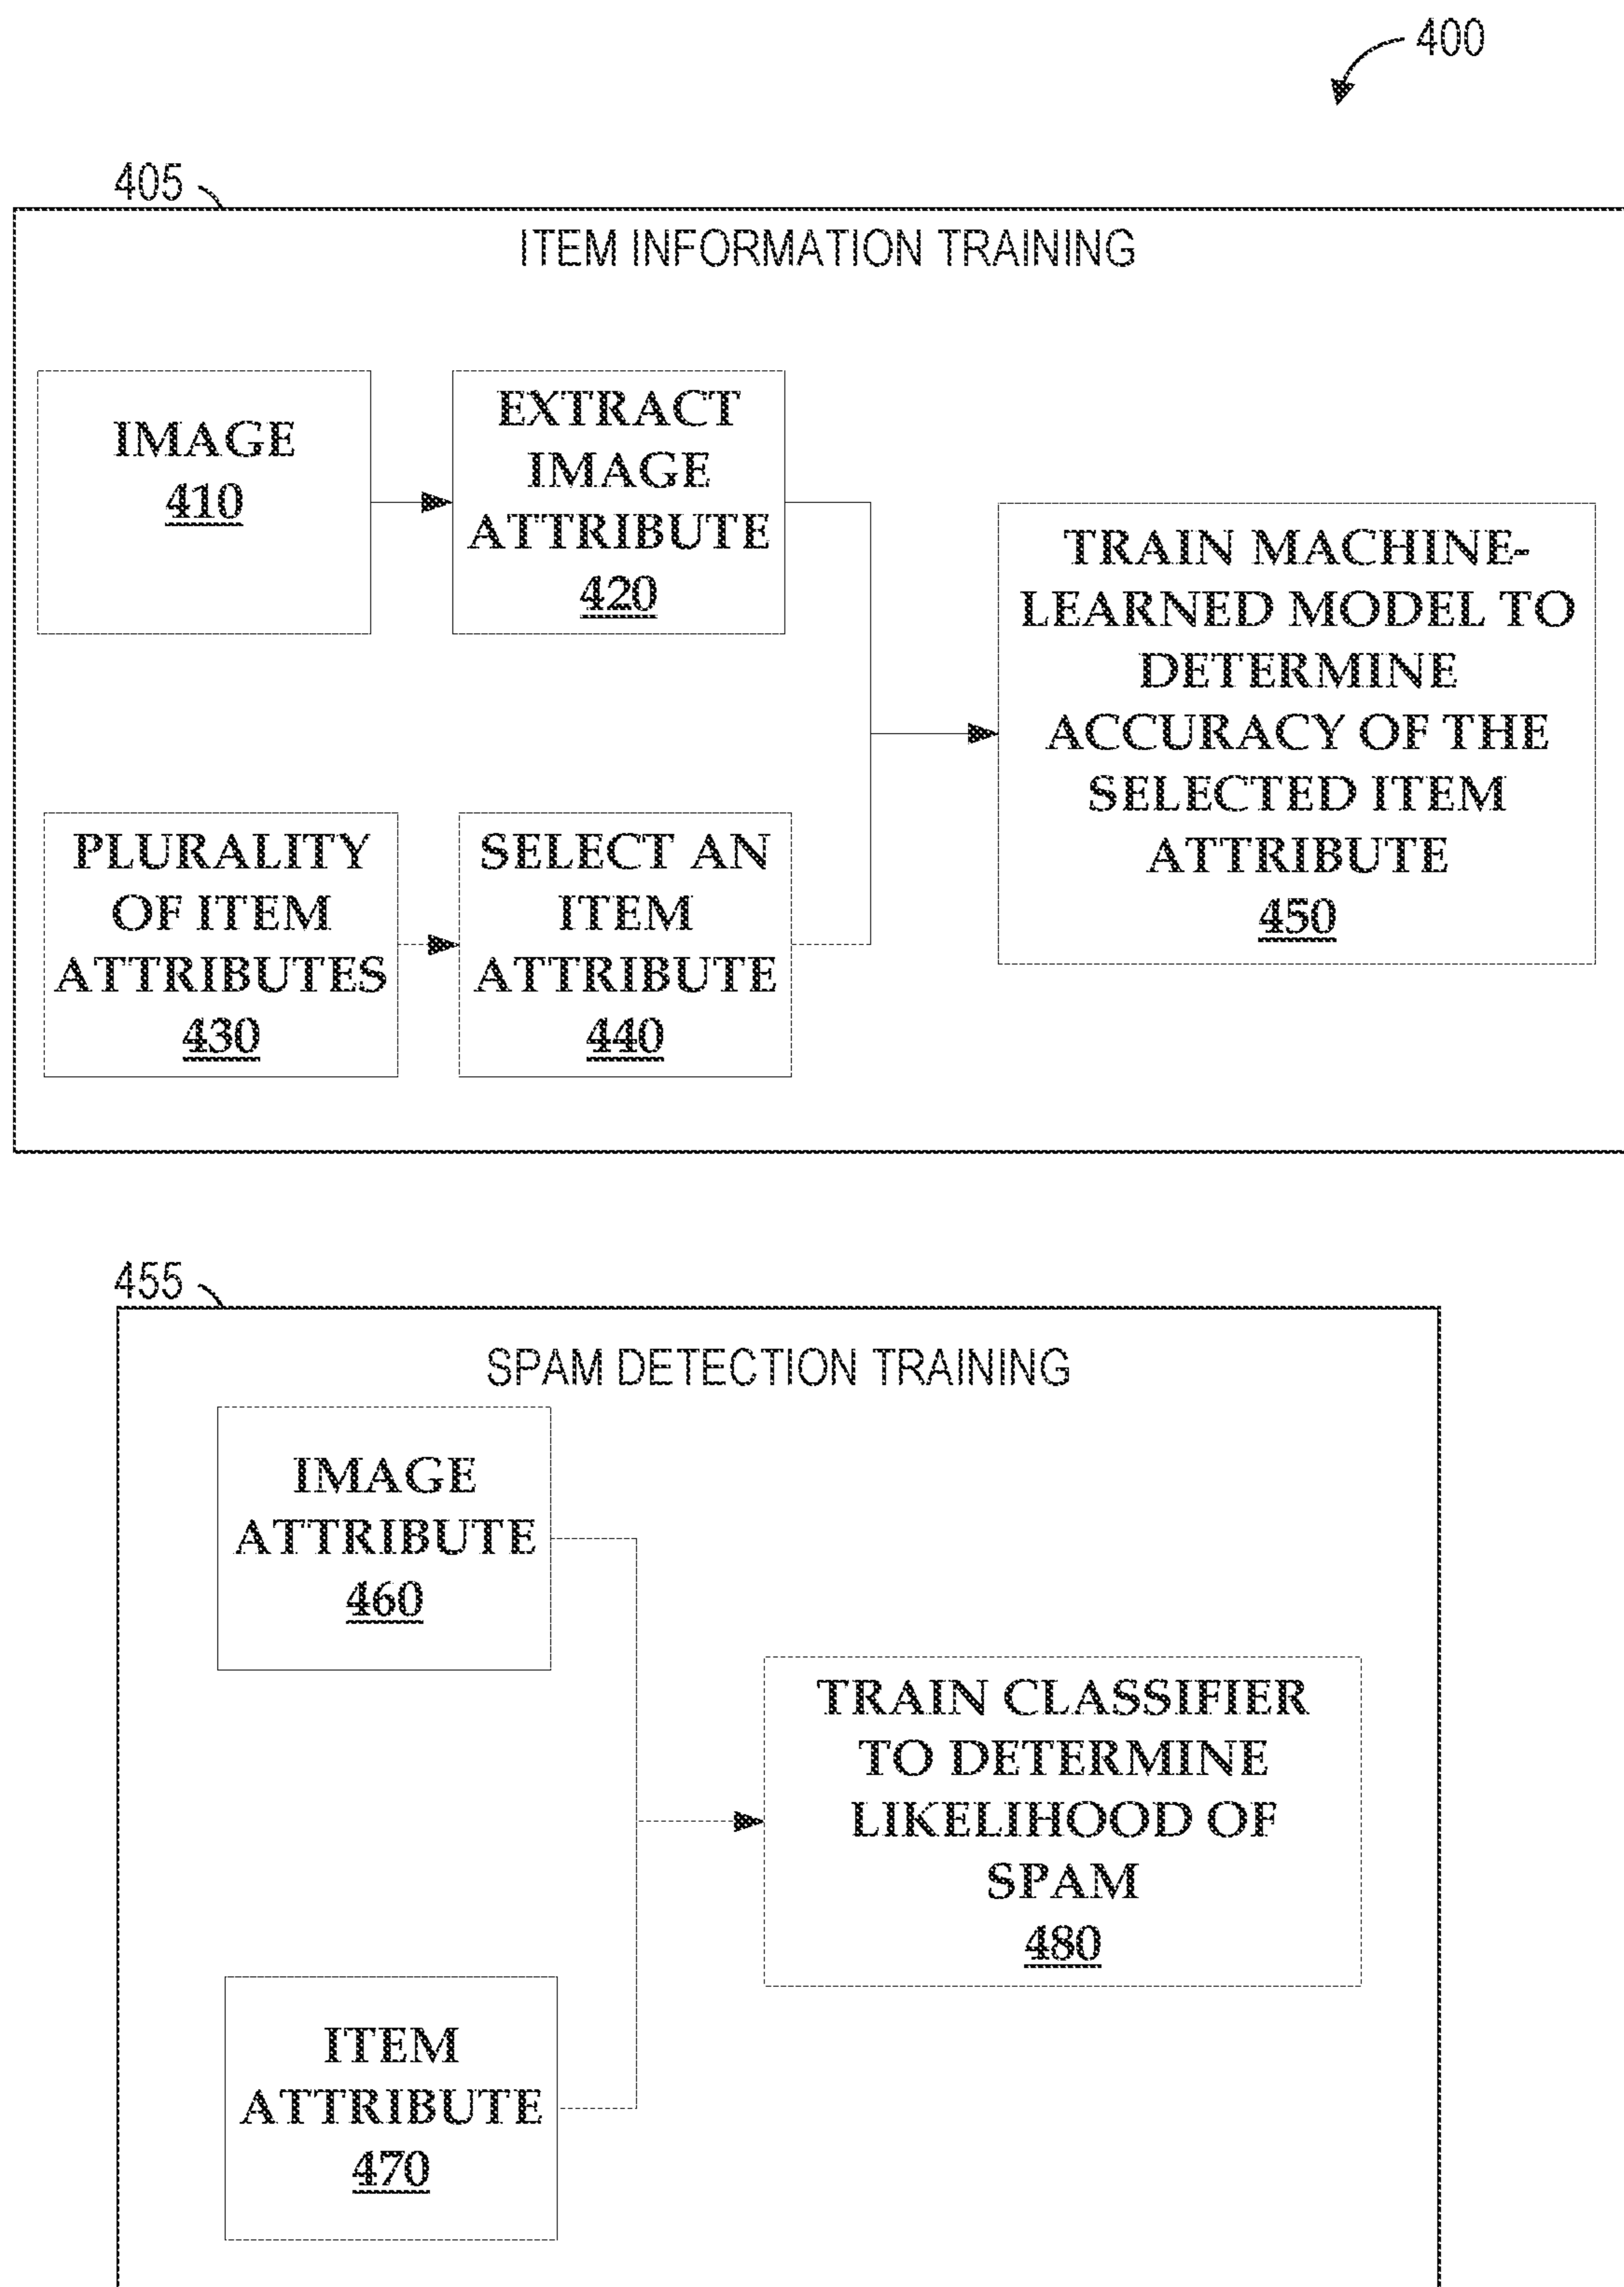 400
405
ITEM INFORMATION TRAINING
IMAGE
410
EXTRACT
IMAGE
ATTRIBUTE
420
PLURALITY
OF ITEM
ATTRIBUTES
430
SELECT AN
ITEM
ATTRIBUTE
440
TRAIN MACHINE-
LEARNED MODEL TO
DETERMINE
ACCURACY OF THE
SELECTED ITEM
ATTRIBUTE
450
455
SPAM DETECTION TRAINING
IMAGE
ATTRIBUTE
460
ITEM
ATTRIBUTE
470
TRAIN CLASSIFIER
TO DETERMINE
LIKELIHOOD OF
SPAM
480